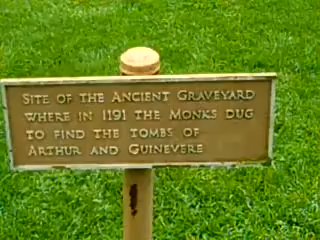 Site of the Ancient Graveyard
where in 1191 the Monks dug
to find the tombs of
Arthur and Guinevere